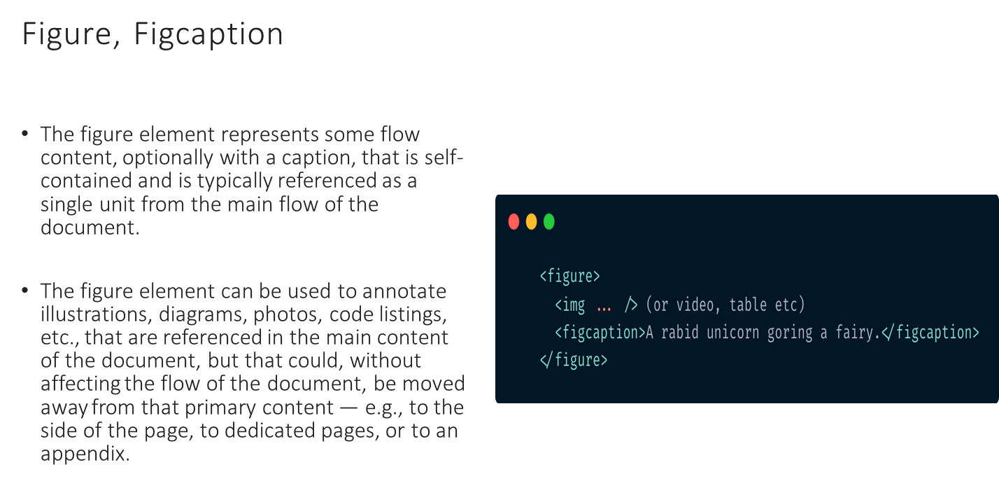 Figure, Figcaption
• The figure element represents some flow
content, optionally with a caption, that is self-
contained and is typically referenced as a
single unit from the main flow of the
document.
• The figure element can be used to annotate
illustrations, diagrams, photos, code listings,
etc., that are referenced in the main content
of the document, but that could, without
affecting the flow of the document, be moved
away from that primary content — e.g., to the
side of the page, to dedicated pages, or to an
appendix.
<figure>
<img ... /> (or video, table etc)
<figcaption>A rabid unicorn goring a fairy.</figcaption>
</figure>